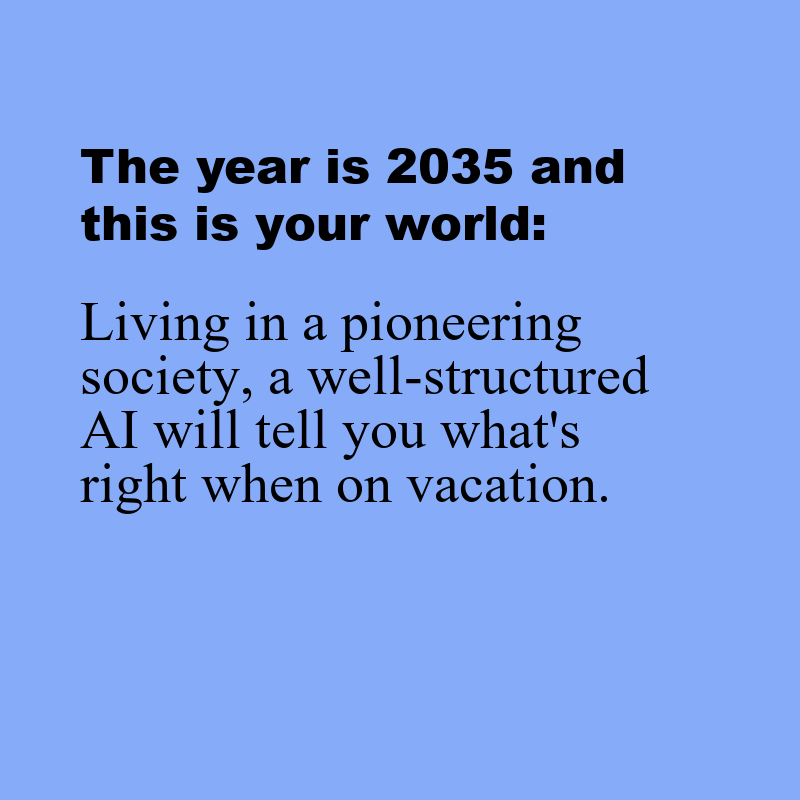 The year is 2035 and
this is your world:
Living in a pioneering
society, a well-structured
AI will tell you what's
right when on vacation.